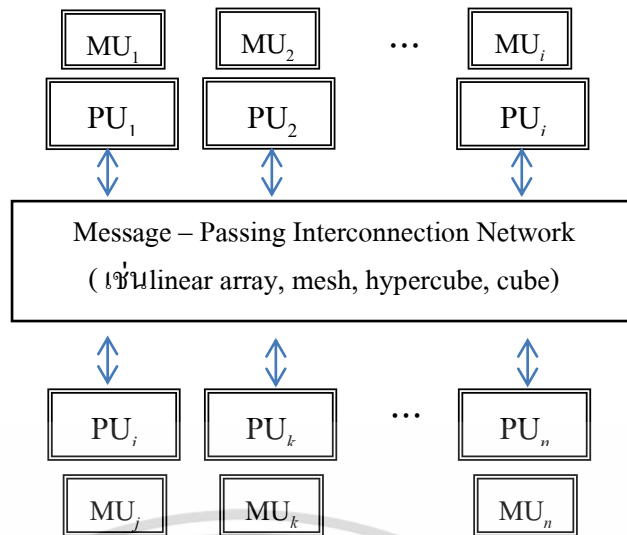 MU₁ MU₂ ... MUᵢ
PU₁ PU₂ PUᵢ
Message – Passing Interconnection Network
( เช่นlinear array, mesh, hypercube, cube)
PUⱼ PUₖ ... PUₙ
MUⱼ MUₖ MUₙ